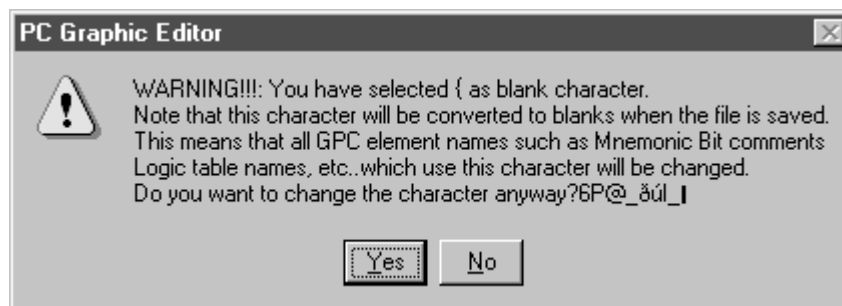 PC Graphic Editor
WARNING!!!: You have selected { as blank character.
Note that this character will be converted to blanks when the file is saved.
This means that all GPC element names such as Mnemonic Bit comments
Logic table names, etc..which use this character will be changed.
Do you want to change the character anyway?6P@_ðúl_
Yes
No